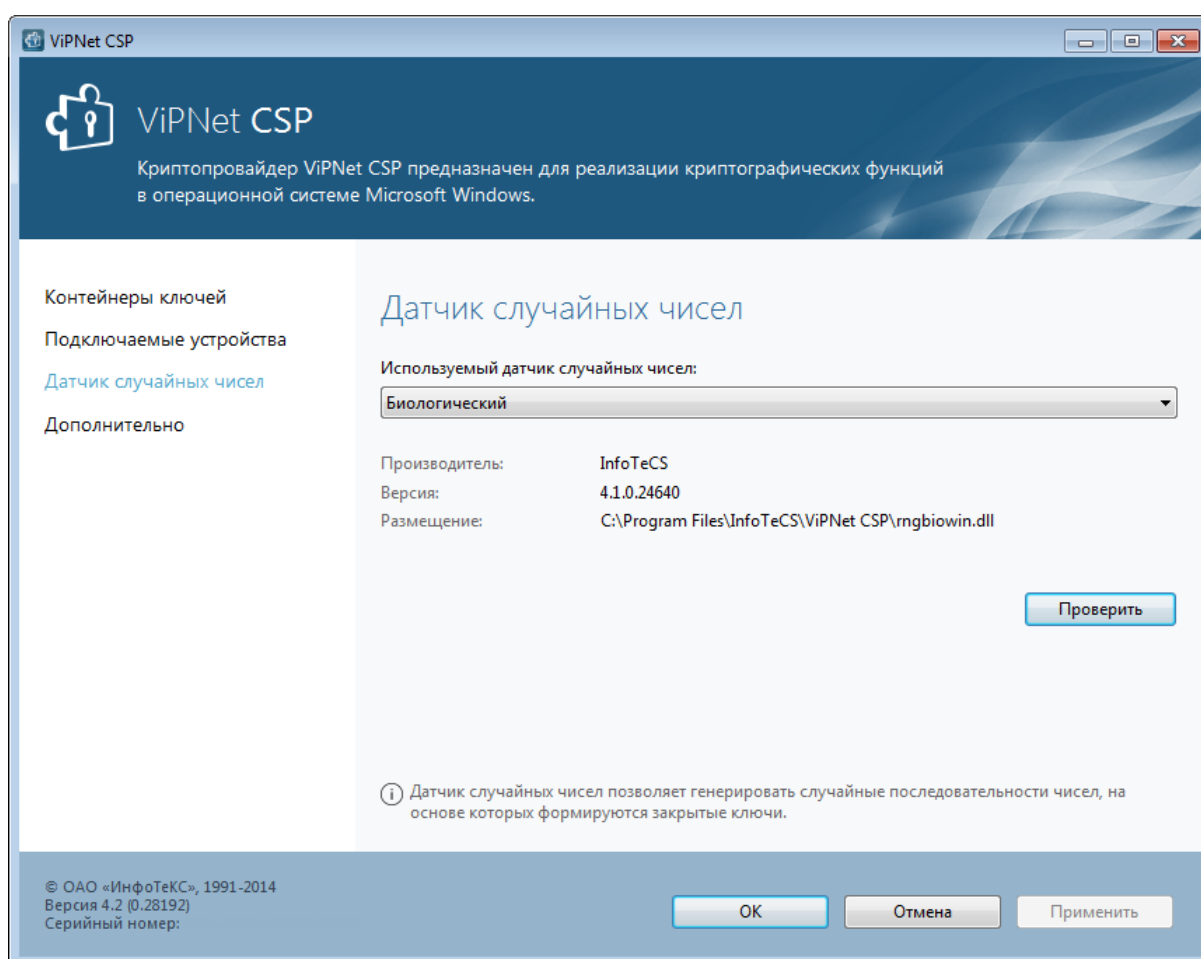 ViPNet CSP
ViPNet CSP
Криптопровайдер ViPNet CSP предназначен для реализации криптографических функций
в операционной системе Microsoft Windows.
Контейнеры ключей
Подключаемые устройства
Датчик случайных чисел
Дополнительно
Датчик случайных чисел
Используемый датчик случайных чисел:
Биологический
Производитель: InfoTeCS
Версия: 4.1.0.24640
Размещение: C:\Program Files\InfoTeCS\ViPNet CSP\rngbiowin.dll
Проверить
Датчик случайных чисел позволяет генерировать случайные последовательности чисел, на
основе которых формируются закрытые ключи.
© ОАО «ИнфоТеКС», 1991-2014
Версия 4.2 (0.28192)
Серийный номер:
ОК
Отмена
Применить